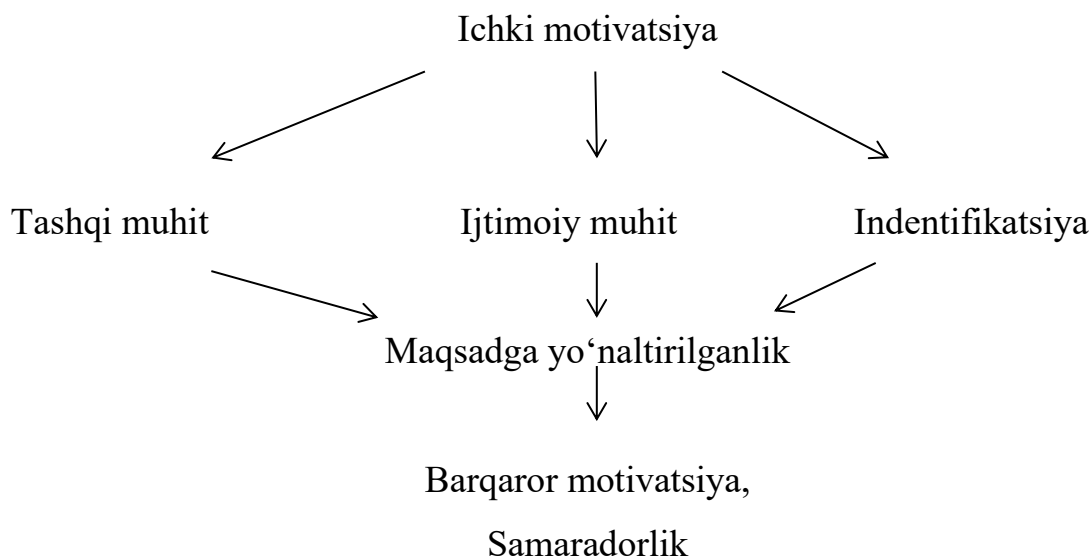 Ichki motivatsiya
Tashqi muhit
Ijtimoiy muhit
Indentifikatsiya
Maqsadga yo‘naltirilganlik
Barqaror motivatsiya,
Samaradorlik